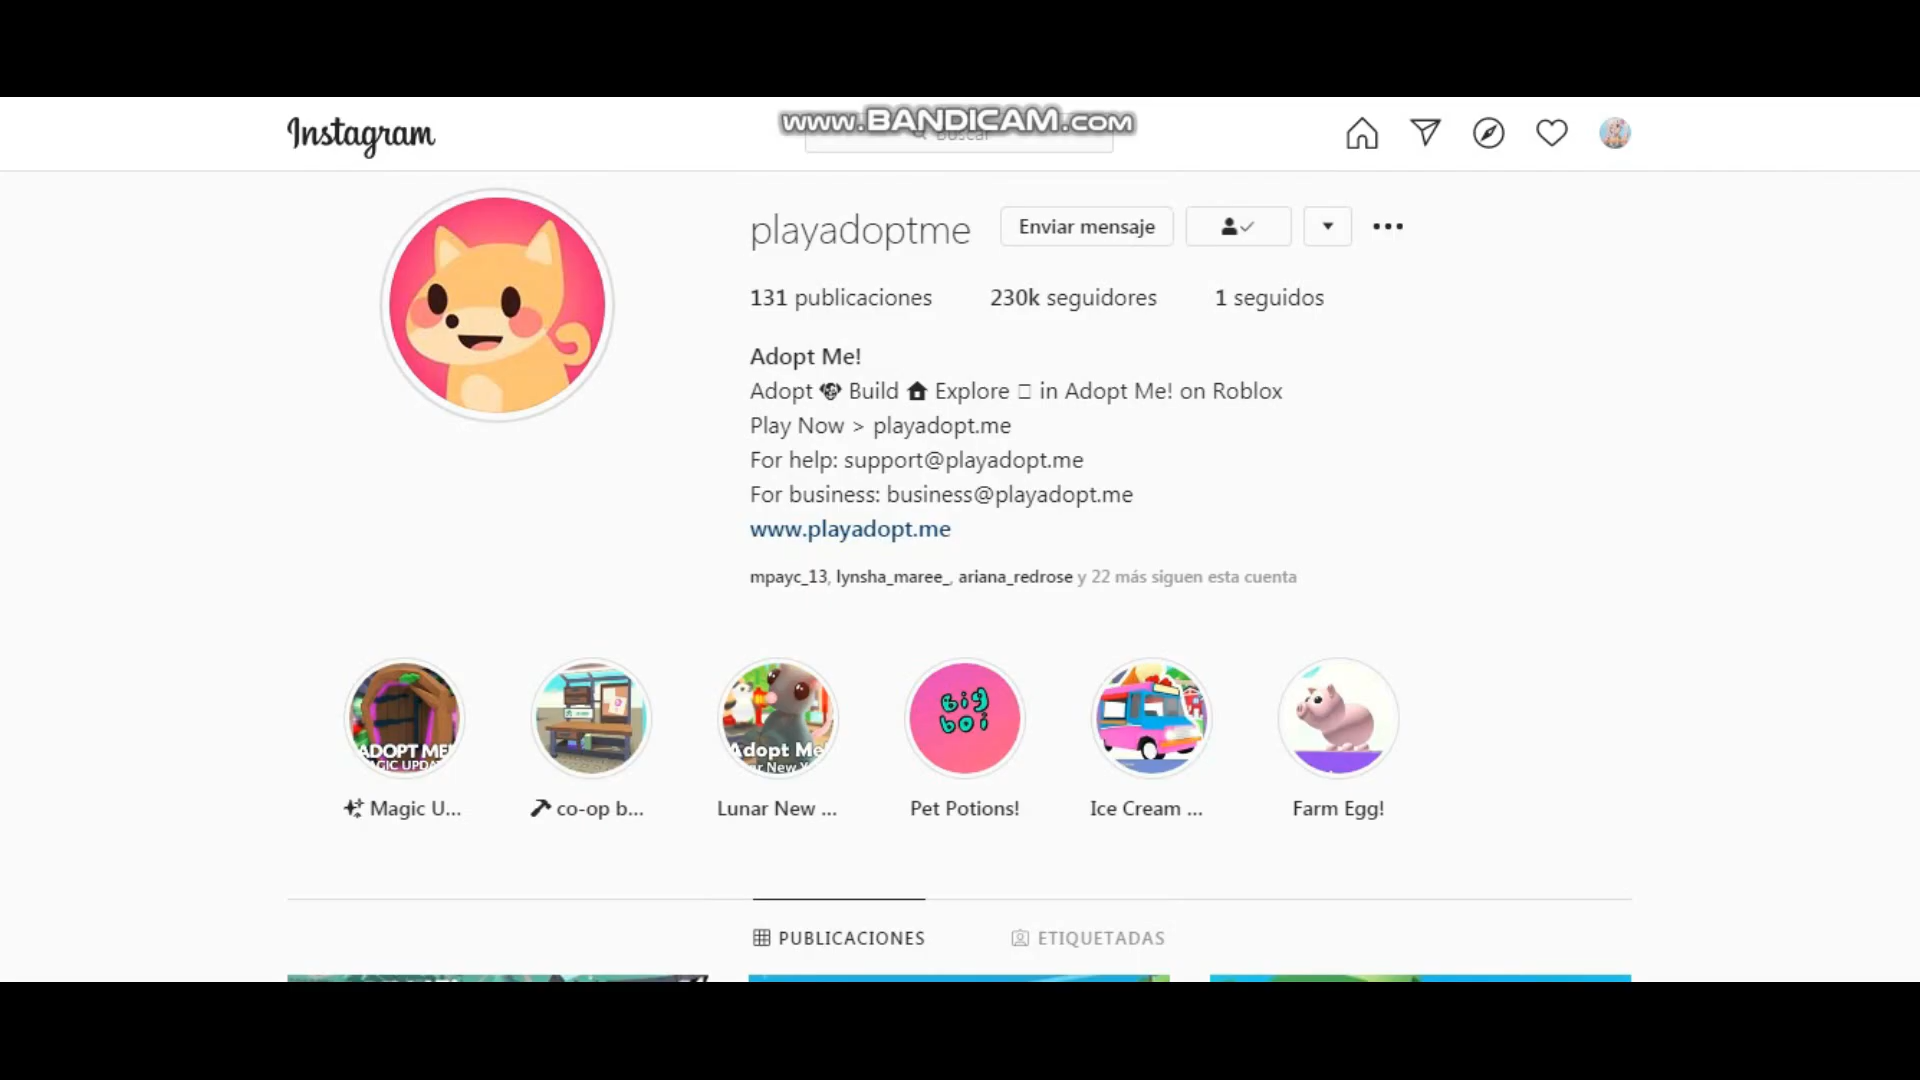 www.BANDICAM.com
Instagram
Buscar
playadoptme
Enviar mensaje
131 publicaciones 230k seguidores 1 seguidos
Adopt Me!
Adopt Build Explore in Adopt Me! on Roblox
Play Now > playadopt.me
For help: support@playadopt.me
For business: business@playadopt.me
www.playadopt.me
mpayc_13, lynsha_maree_, ariana_redrose y 22 más siguen esta cuenta
ADOPT ME!
Adopt Me!
Big
boi
Magic U...
co-op b...
Lunar New ...
Pet Potions!
Ice Cream ...
Farm Egg!
PUBLICACIONES
ETIQUETADAS